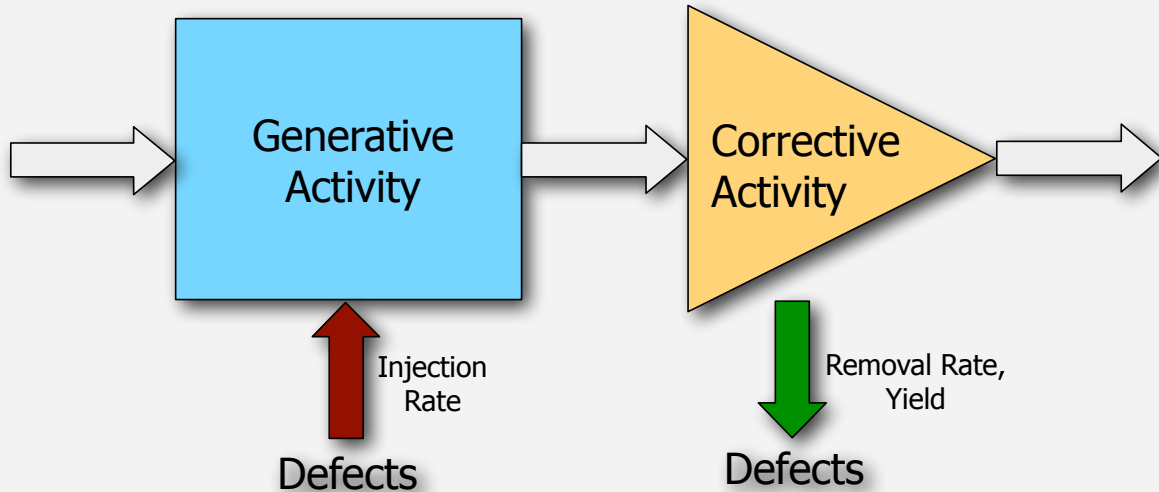 Generative
Activity
Corrective
Activity
Injection
Rate
Removal Rate,
Yield
Defects
Defects